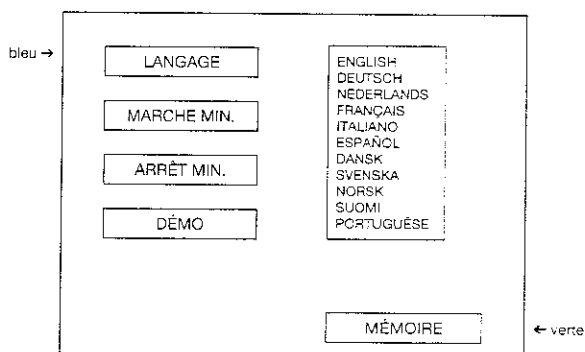 bleu →
LANGAGE
MARCHE MIN.
ARRÊT MIN.
DÉMO
ENGLISH
DEUTSCH
NEDERLANDS
FRANÇAIS
ITALIANO
ESPAÑOL
DANSK
SVENSKA
NORSK
SUOMI
PORTUGUÊSE
MÉMOIRE
← verte